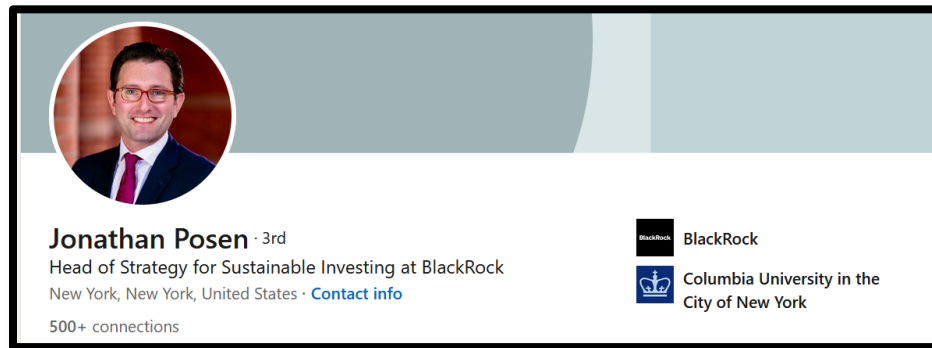 Jonathan Posen · 3rd
Head of Strategy for Sustainable Investing at BlackRock
New York, New York, United States · Contact info
500+ connections
BlackRock
BlackRock
Columbia University in the
City of New York